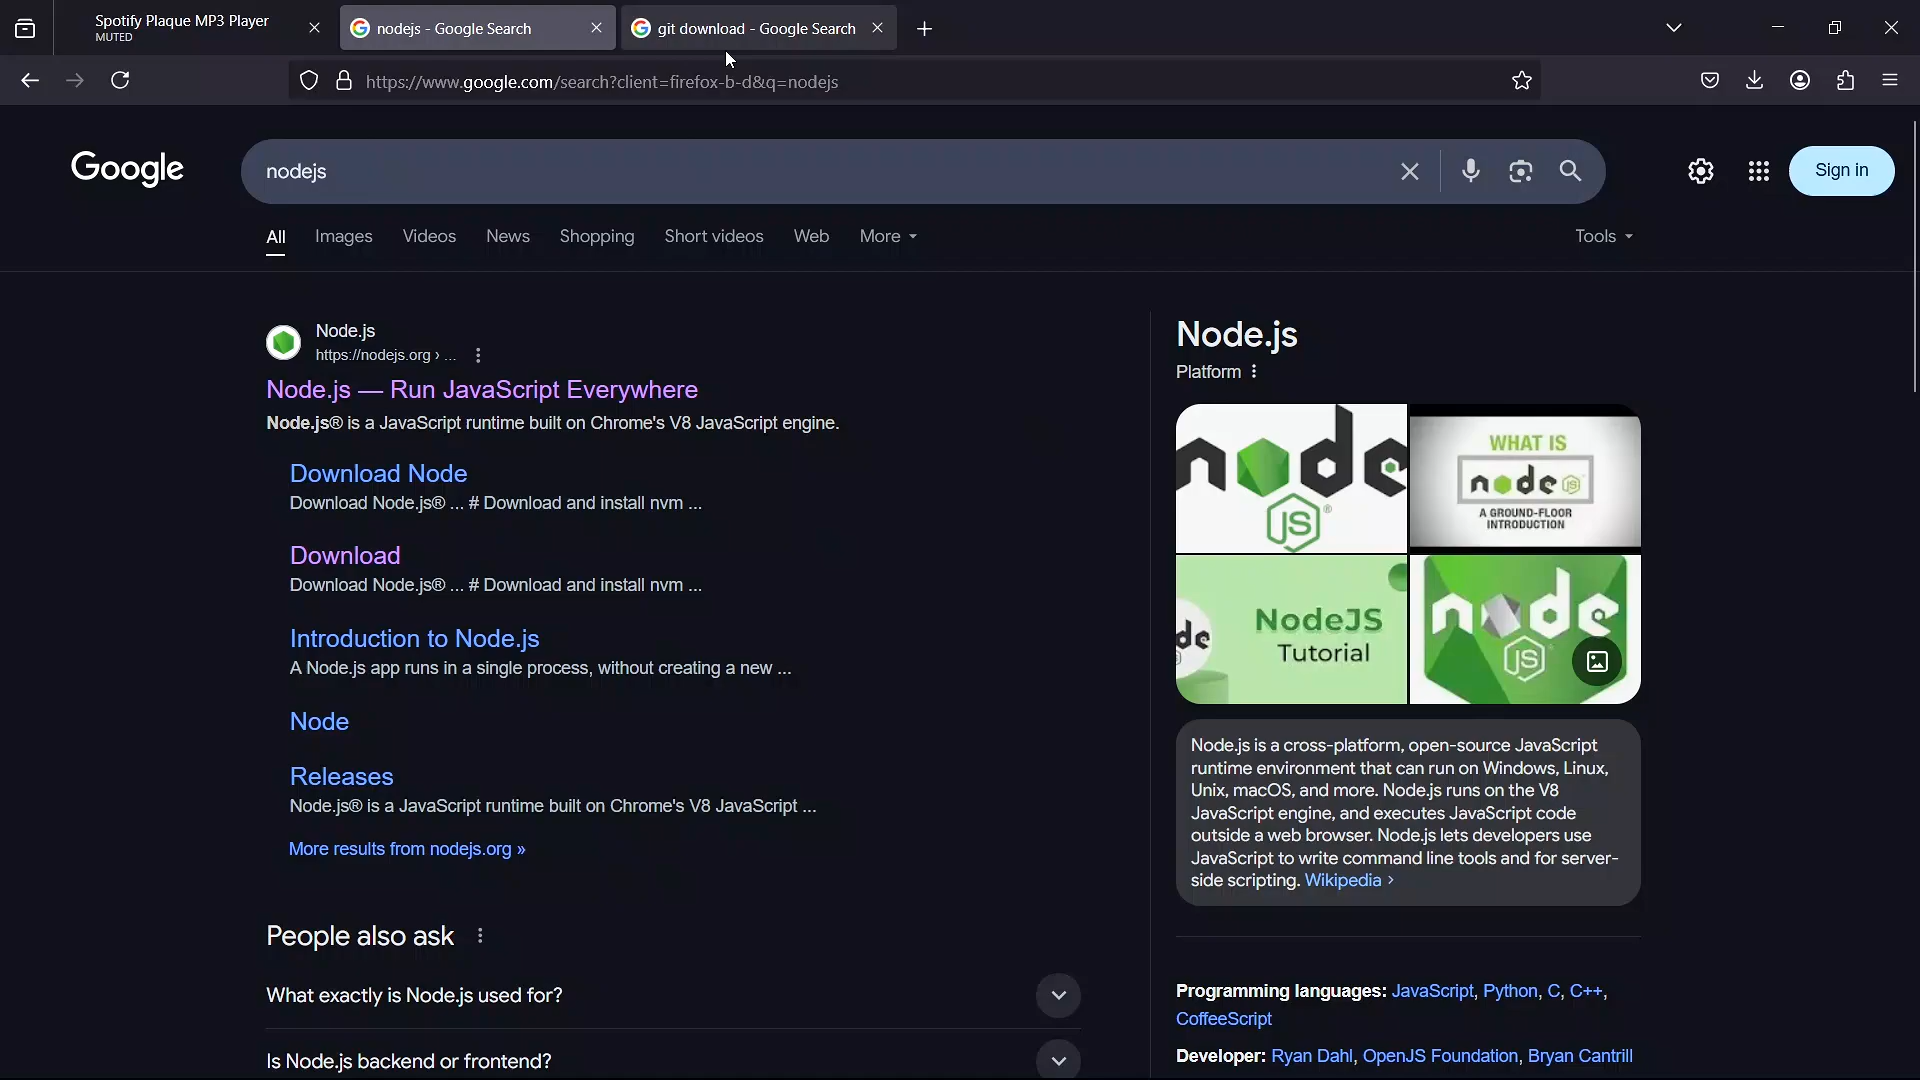 Spotify Plaque MP3 Player
MUTED
nodejs - Google Search
git download - Google Search
https://www.google.com/search?client=firefox-b-d&q=nodejs
Google
nodejs
Sign in
All
Images
Videos
News
Shopping
Short videos
Web
More
Tools
Node.js
https://nodejs.org › ...
Node.js — Run JavaScript Everywhere
Node.js® is a JavaScript runtime built on Chrome's V8 JavaScript engine.
Download Node
Download Node.js® ... # Download and install nvm ...
Download
Download Node.js® ... # Download and install nvm ...
Introduction to Node.js
A Node.js app runs in a single process, without creating a new ...
Node
Releases
Node.js® is a JavaScript runtime built on Chrome's V8 JavaScript ...
More results from nodejs.org »
People also ask
What exactly is Node.js used for?
Is Node.js backend or frontend?
Node.js
Platform
node
JS ®
WHAT IS
node JS
A GROUND-FLOOR
INTRODUCTION
de
NodeJS
Tutorial
node
JS
Node.js is a cross-platform, open-source JavaScript
runtime environment that can run on Windows, Linux,
Unix, macOS, and more. Node.js runs on the V8
JavaScript engine, and executes JavaScript code
outside a web browser. Node.js lets developers use
JavaScript to write command line tools and for server-
side scripting. Wikipedia ›
Programming languages: JavaScript, Python, C, C++,
CoffeeScript
Developer: Ryan Dahl, OpenJS Foundation, Bryan Cantrill